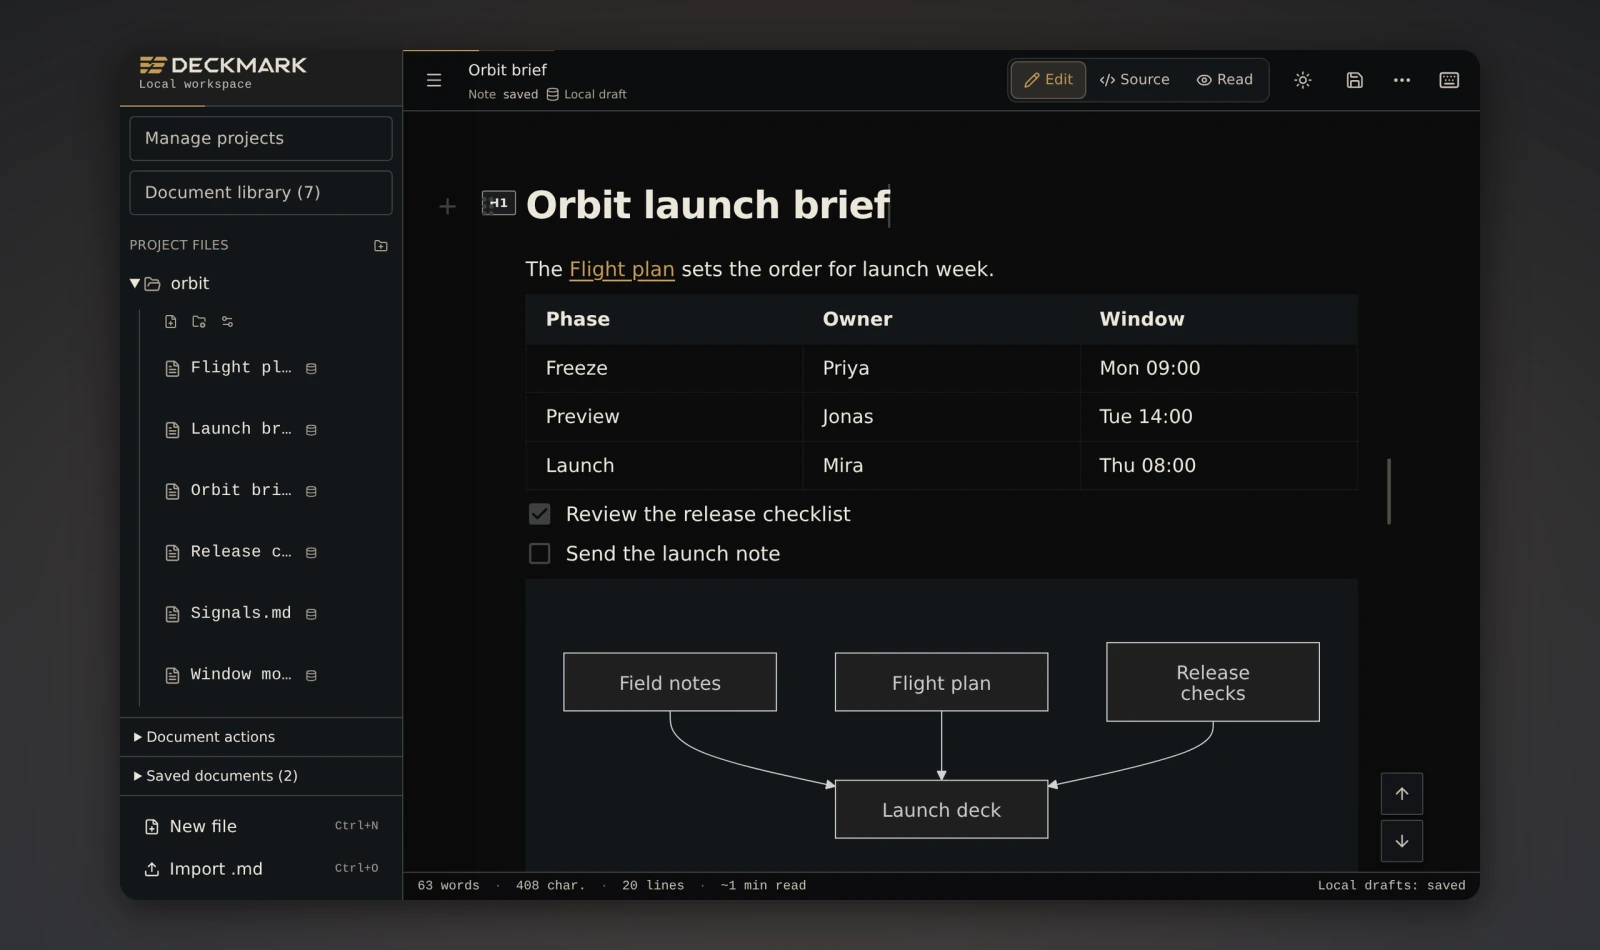 DECKMARK
Local workspace
Manage projects
Document library (7)
PROJECT FILES
orbit
Flight pl…
Launch br…
Orbit bri…
Release c…
Signals.md
Window mo…
Document actions
Saved documents (2)
New file Ctrl+N
Import .md Ctrl+O
Orbit brief
Note saved Local draft
Edit Source Read
H1 Orbit launch brief
The Flight plan sets the order for launch week.
Phase Owner Window
Freeze Priya Mon 09:00
Preview Jonas Tue 14:00
Launch Mira Thu 08:00
Review the release checklist
Send the launch note
Field notes
Flight plan
Release
checks
Launch deck
63 words · 408 char. · 20 lines · ~1 min read
Local drafts: saved